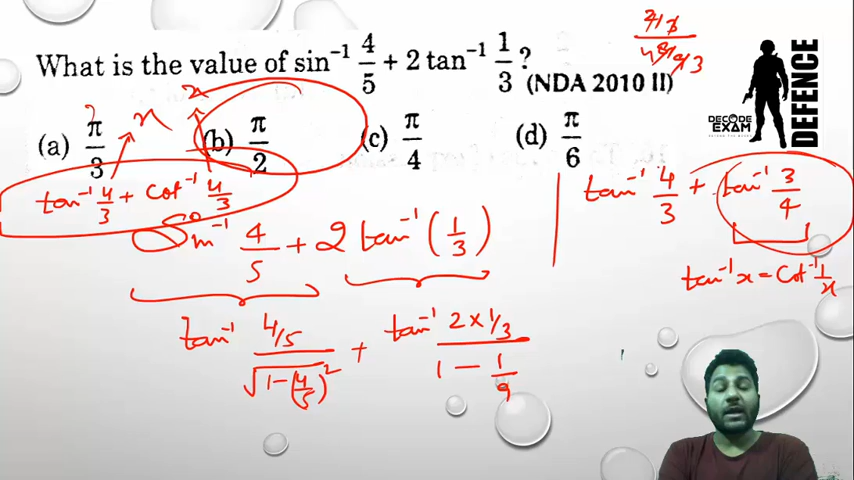 What is the value of sin⁻¹ 4/5 + 2 tan⁻¹ 1/3 ?
(NDA 2010 II)
(a) π/3 (b) π/2 (c) π/4 (d) π/6
DECODE EXAM
DEFENCE
x x
tan⁻¹ 4/3 + cot⁻¹ 4/3
tan⁻¹ 4/3 + tan⁻¹ 3/4
sin⁻¹ 4/5 + 2 tan⁻¹ (1/3)
tan⁻¹ x = cot⁻¹ 1/x
tan⁻¹ (4/5)/√(1-(4/5)²) + tan⁻¹ (2×1/3)/(1 - 1/9)